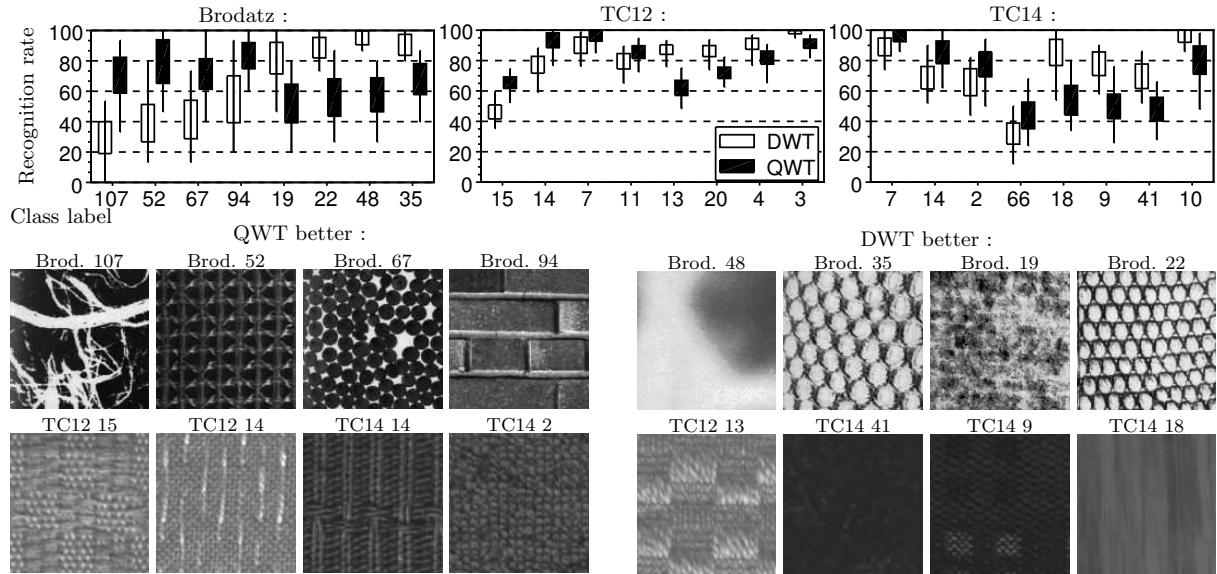 Brodatz :
TC12 :
TC14 :
Recognition rate
100
80
60
40
20
0
107 52 67 94 19 22 48 35
100
80
60
40
20
0
15 14 7 11 13 20 4 3
DWT
QWT
100
80
60
40
20
0
7 14 2 66 18 9 41 10
Class label
QWT better :
DWT better :
Brod. 107 Brod. 52 Brod. 67 Brod. 94
Brod. 48 Brod. 35 Brod. 19 Brod. 22
TC12 15 TC12 14 TC14 14 TC14 2
TC12 13 TC14 41 TC14 9 TC14 18